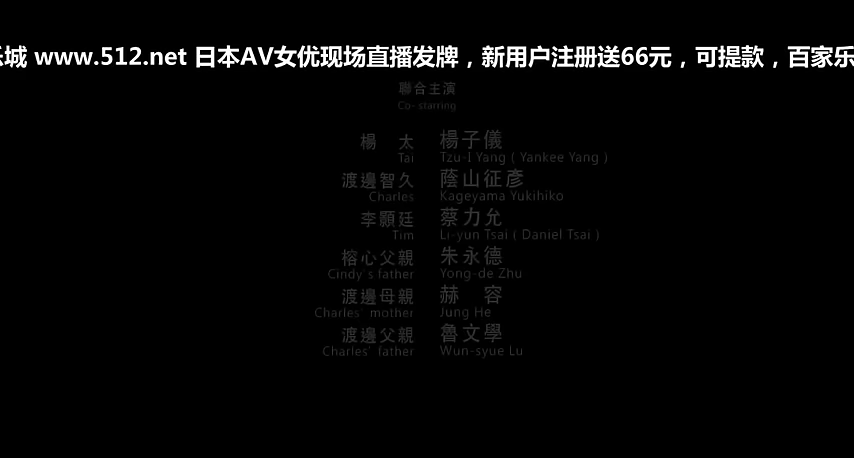 乐城 www.512.net 日本AV女优现场直播发牌，新用户注册送66元，可提款，百家乐
聯合主演
Co- starring
楊 太 楊子儀
Tai Tzu-I Yang ( Yankee Yang )
渡邊智久 蔭山征彥
Charles Kageyama Yukihiko
李顥廷 蔡力允
Tim Li-yun Tsai ( Daniel Tsai )
榕心父親 朱永德
Cindy's father Yong-de Zhu
渡邊母親 赫 容
Charles' mother Jung He
渡邊父親 魯文學
Charles' father Wun-syue Lu